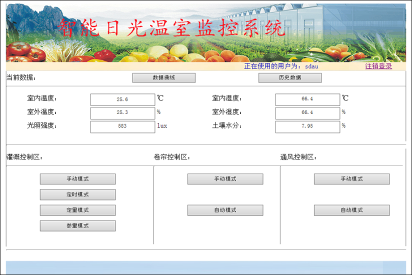 智能日光温室监控系统
正在使用的用户为：sdau 注销登录
当前数据： 数据曲线 历史数据
室内温度： 25.6 ℃ 室内湿度： 66.4 ℃
室外温度： 25.3 % 室外湿度： 66.4 %
光照强度： 663 lux 土壤水分： 7.93 %
灌溉控制区： 卷帘控制区： 通风控制区：
手动模式 手动模式 手动模式
定时模式
定量模式 自动模式 自动模式
参量模式